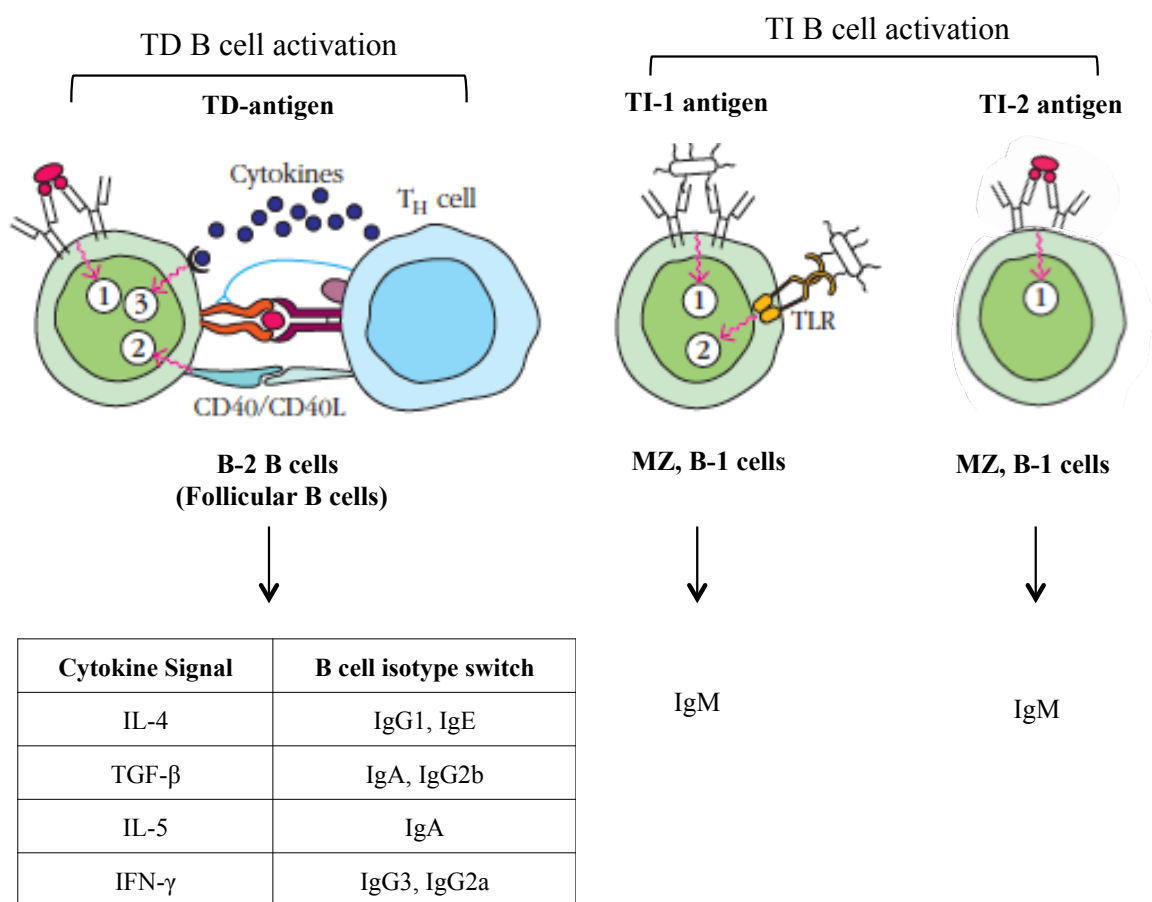 TD B cell activation
TI B cell activation
TD-antigen
TI-1 antigen
TI-2 antigen
Cytokines
T_H cell
1
3
2
CD40/CD40L
1
2
TLR
1
B-2 B cells
(Follicular B cells)
MZ, B-1 cells
MZ, B-1 cells
Cytokine Signal B cell isotype switch
IL-4 IgG1, IgE
TGF-β IgA, IgG2b
IL-5 IgA
IFN-γ IgG3, IgG2a
IgM
IgM